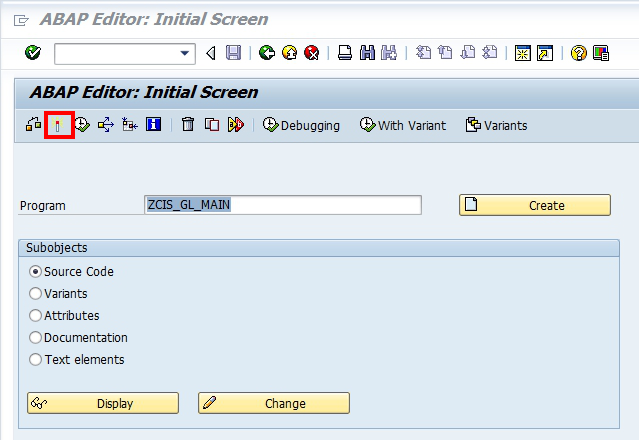 ABAP Editor: Initial Screen
ABAP Editor: Initial Screen
Debugging With Variant Variants
Program ZCIS_GL_MAIN Create
Subobjects
Source Code
Variants
Attributes
Documentation
Text elements
Display Change